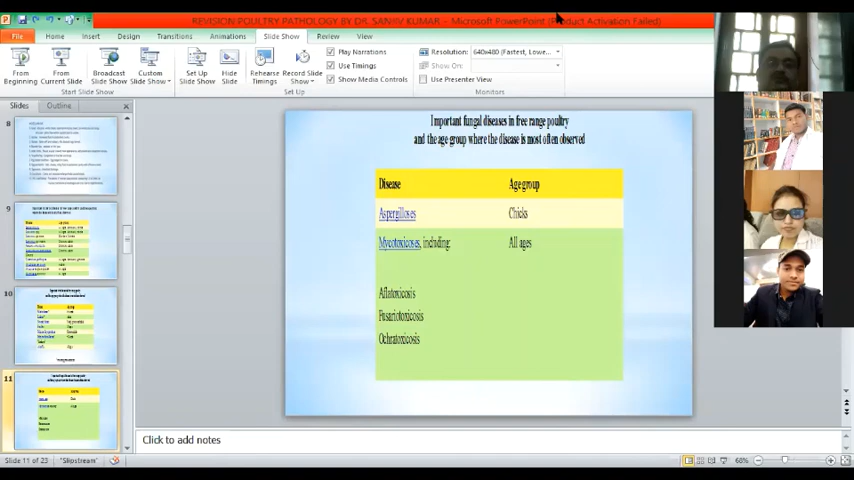 REVISION POULTRY PATHOLOGY BY DR. SANJIV KUMAR - Microsoft PowerPoint (Product Activation Failed)
File Home Insert Design Transitions Animations Slide Show Review View
From Beginning
From Current Slide
Broadcast Slide Show
Custom Slide Show
Start Slide Show
Set Up Slide Show
Hide Slide
Rehearse Timings
Record Slide Show
Play Narrations
Use Timings
Show Media Controls
Set Up
Resolution: 640x480 (Fastest, Lowe...
Show On:
Use Presenter View
Monitors
Slides Outline
8
9
10
11
Important fungal diseases in free range poultry
and the age group where the disease is most often observed
Disease Age group
Aspergilloses Chicks
Mycotoxicoses, including: All ages
Aflatoxicosis
Fusariotoxicosis
Ochratoxicosis
Click to add notes
Slide 11 of 23 "Slipstream" 68%